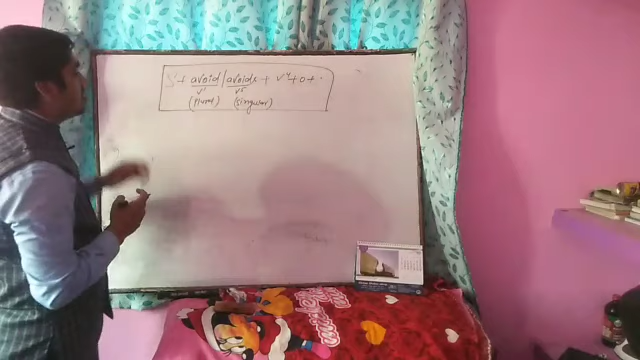 S + avoid / avoids + V⁴ + O + .
V¹ V⁵
(Plural) (Singular)